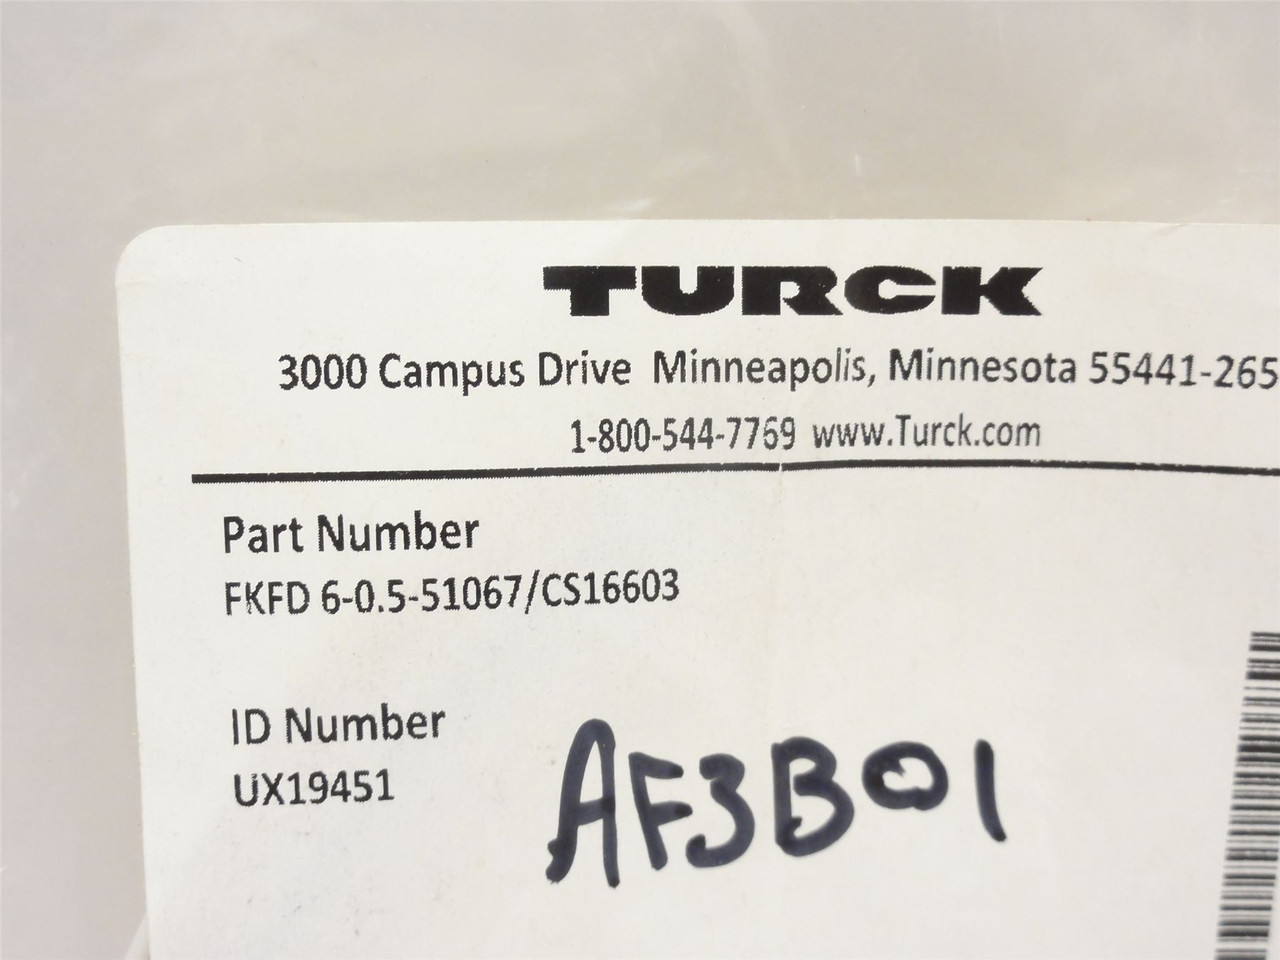 TURCK
3000 Campus Drive Minneapolis, Minnesota 55441-265
1-800-544-7769 www.Turck.com
Part Number
FKFD 6-0.5-51067/CS16603
ID Number
UX19451
AF3B01